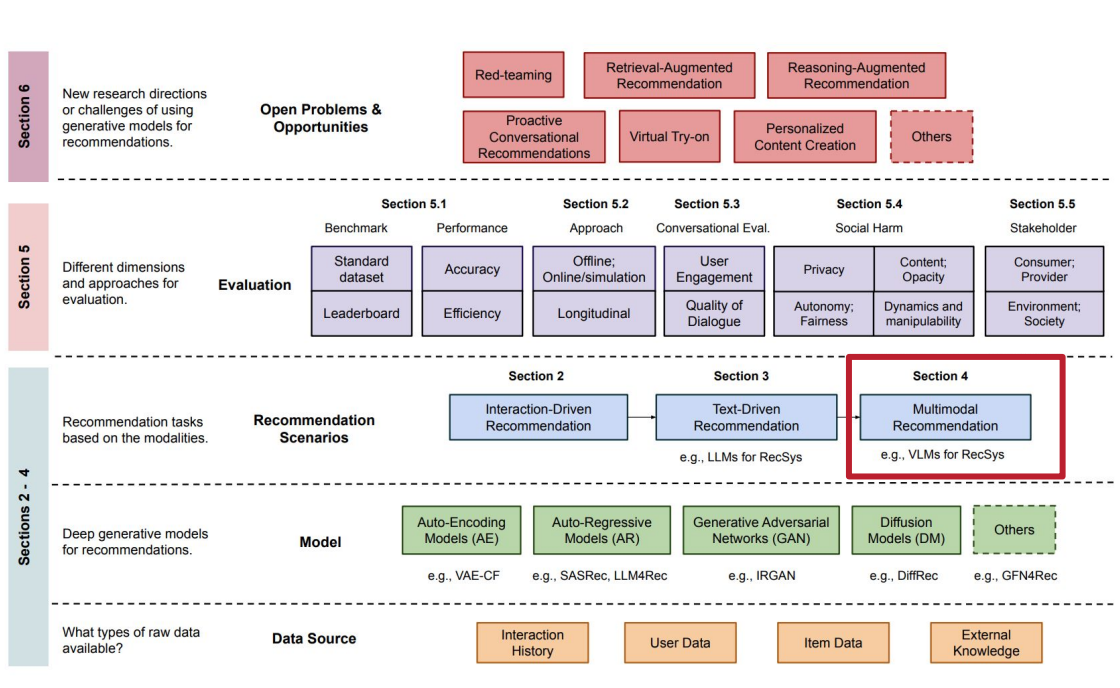 Section 6
New research directions
or challenges of using
generative models for
recommendations.
Open Problems &
Opportunities
Red-teaming
Retrieval-Augmented
Recommendation
Reasoning-Augmented
Recommendation
Proactive
Conversational
Recommendations
Virtual Try-on
Personalized
Content Creation
Others
Section 5
Different dimensions
and approaches for
evaluation.
Evaluation
Section 5.1
Section 5.2
Section 5.3
Section 5.4
Section 5.5
Benchmark
Performance
Approach
Conversational Eval.
Social Harm
Stakeholder
Standard
dataset
Accuracy
Offline;
Online/simulation
User
Engagement
Privacy
Content;
Opacity
Consumer;
Provider
Leaderboard
Efficiency
Longitudinal
Quality of
Dialogue
Autonomy;
Fairness
Dynamics and
manipulability
Environment;
Society
Sections 2 - 4
Recommendation tasks
based on the modalities.
Recommendation
Scenarios
Section 2
Interaction-Driven
Recommendation
Section 3
Text-Driven
Recommendation
e.g., LLMs for RecSys
Section 4
Multimodal
Recommendation
e.g., VLMs for RecSys
Deep generative models
for recommendations.
Model
Auto-Encoding
Models (AE)
e.g., VAE-CF
Auto-Regressive
Models (AR)
e.g., SASRec, LLM4Rec
Generative Adversarial
Networks (GAN)
e.g., IRGAN
Diffusion
Models (DM)
e.g., DiffRec
Others
e.g., GFN4Rec
What types of raw data
available?
Data Source
Interaction
History
User Data
Item Data
External
Knowledge